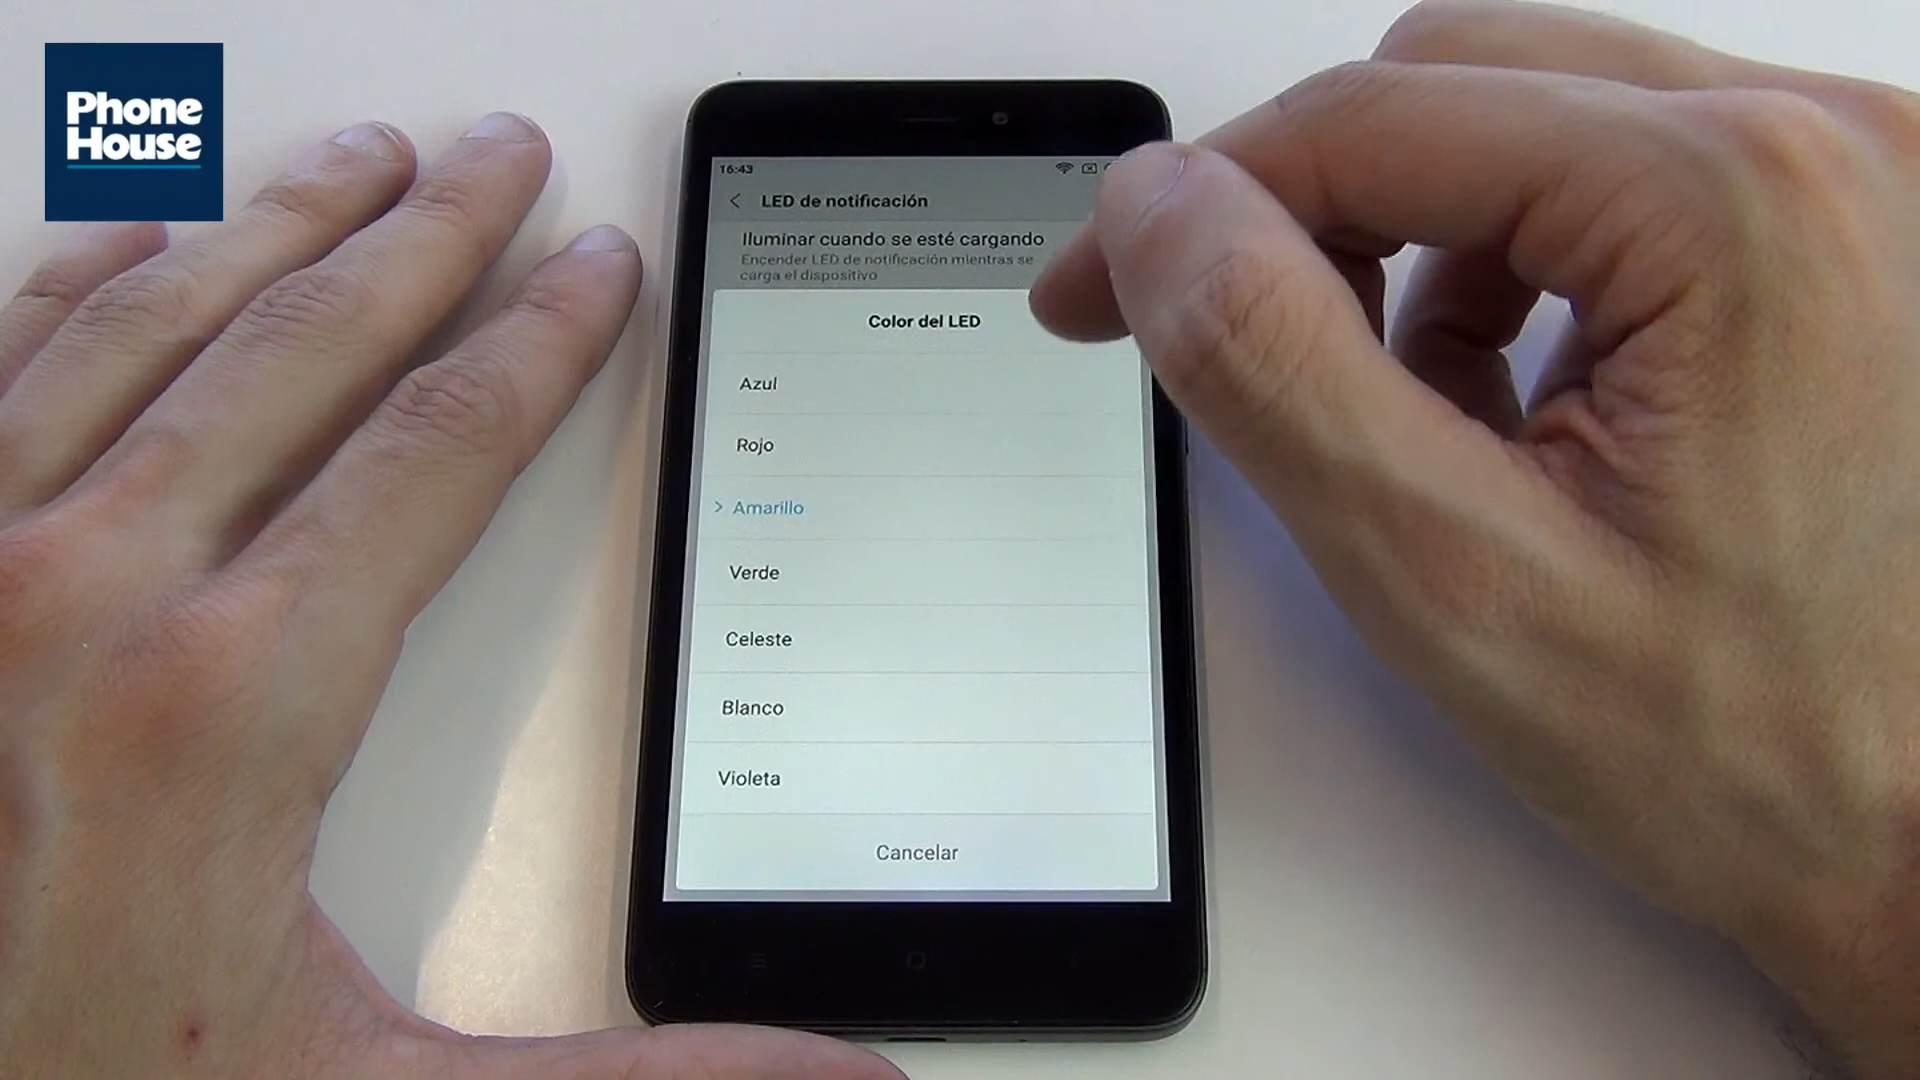 Phone
House
16:43
LED de notificación
Iluminar cuando se esté cargando
Encender LED de notificación mientras se
carga el dispositivo
Color del LED
Azul
Rojo
> Amarillo
Verde
Celeste
Blanco
Violeta
Cancelar